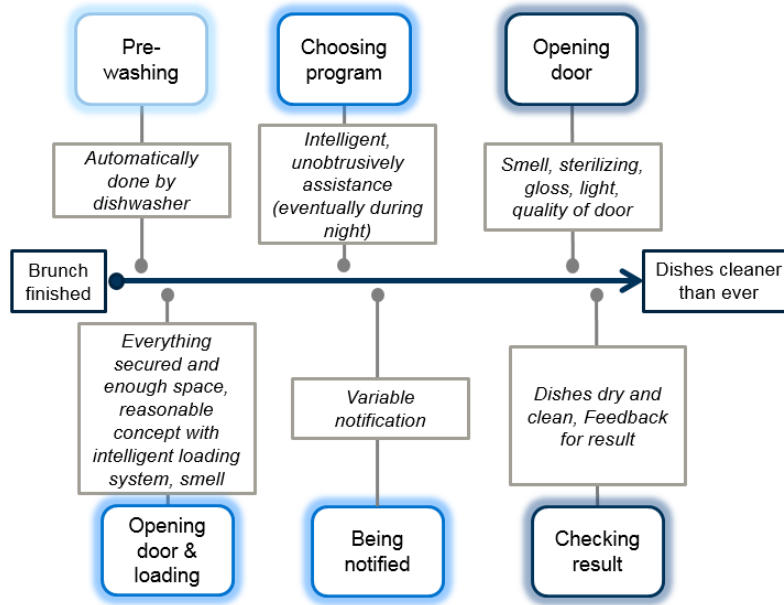 Pre-
washing
Choosing
program
Opening
door
Automatically
done by
dishwasher
Intelligent,
unobtrusively
assistance
(eventually during
night)
Smell, sterilizing,
gloss, light,
quality of door
Brunch
finished
Dishes cleaner
than ever
Everything
secured and
enough space,
reasonable
concept with
intelligent loading
system, smell
Variable
notification
Dishes dry and
clean, Feedback
for result
Opening
door &
loading
Being
notified
Checking
result